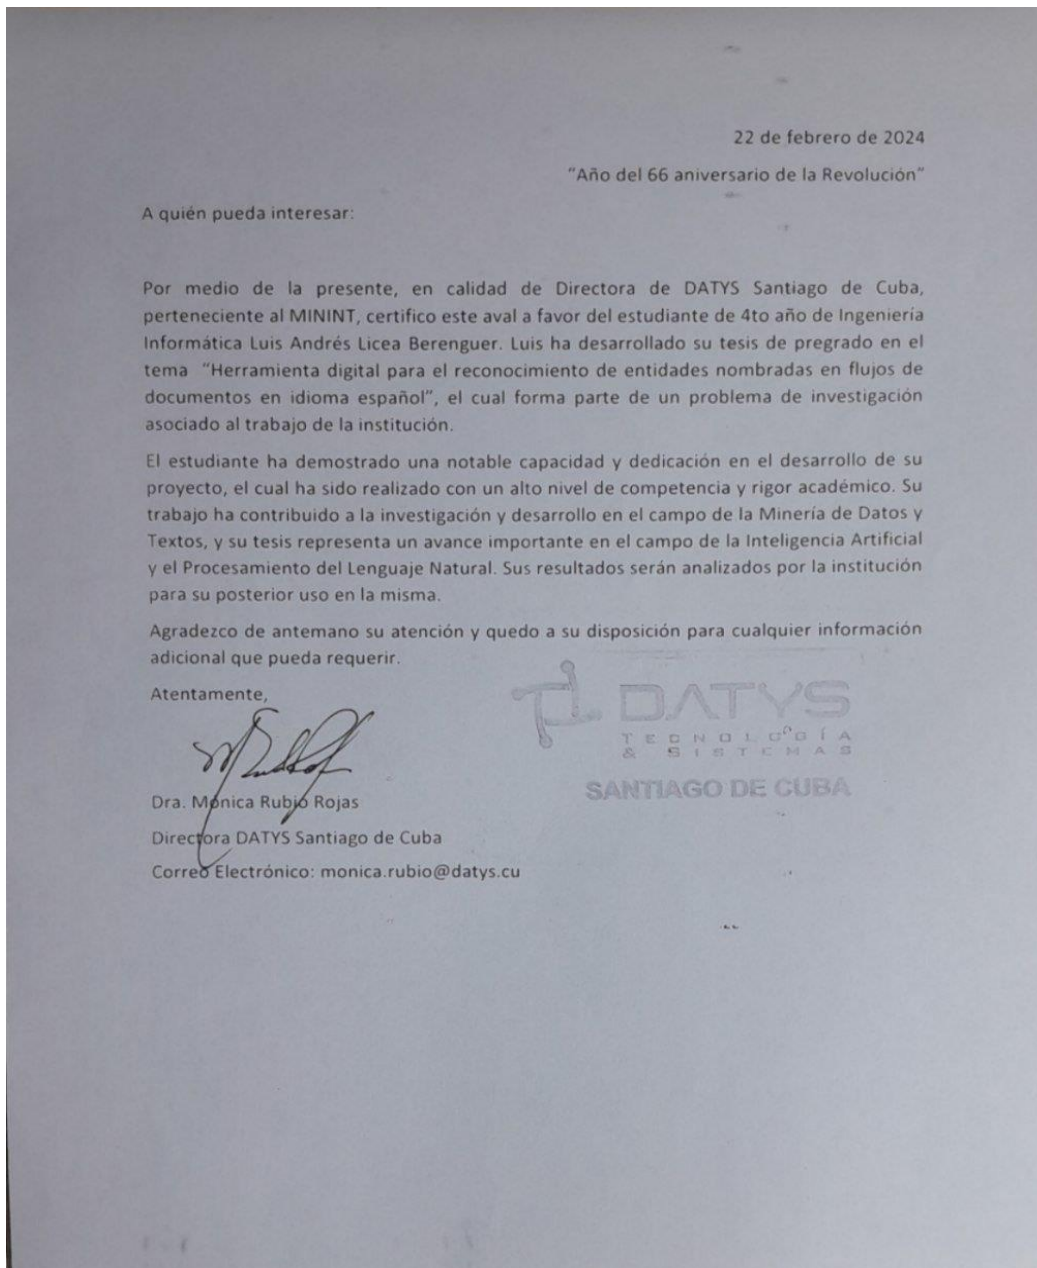 22 de febrero de 2024
"Año del 66 aniversario de la Revolución"
A quién pueda interesar:
Por medio de la presente, en calidad de Directora de DATYS Santiago de Cuba,
perteneciente al MININT, certifico este aval a favor del estudiante de 4to año de Ingeniería
Informática Luis Andrés Licea Berenguer. Luis ha desarrollado su tesis de pregrado en el
tema "Herramienta digital para el reconocimiento de entidades nombradas en flujos de
documentos en idioma español", el cual forma parte de un problema de investigación
asociado al trabajo de la institución.
El estudiante ha demostrado una notable capacidad y dedicación en el desarrollo de su
proyecto, el cual ha sido realizado con un alto nivel de competencia y rigor académico. Su
trabajo ha contribuido a la investigación y desarrollo en el campo de la Minería de Datos y
Textos, y su tesis representa un avance importante en el campo de la Inteligencia Artificial
y el Procesamiento del Lenguaje Natural. Sus resultados serán analizados por la institución
para su posterior uso en la misma.
Agradezco de antemano su atención y quedo a su disposición para cualquier información
adicional que pueda requerir.
Atentamente,
DATYS
TECNOLOGÍA
& SISTEMAS
SANTIAGO DE CUBA
Dra. Mónica Rubio Rojas
Directora DATYS Santiago de Cuba
Correo Electrónico: monica.rubio@datys.cu